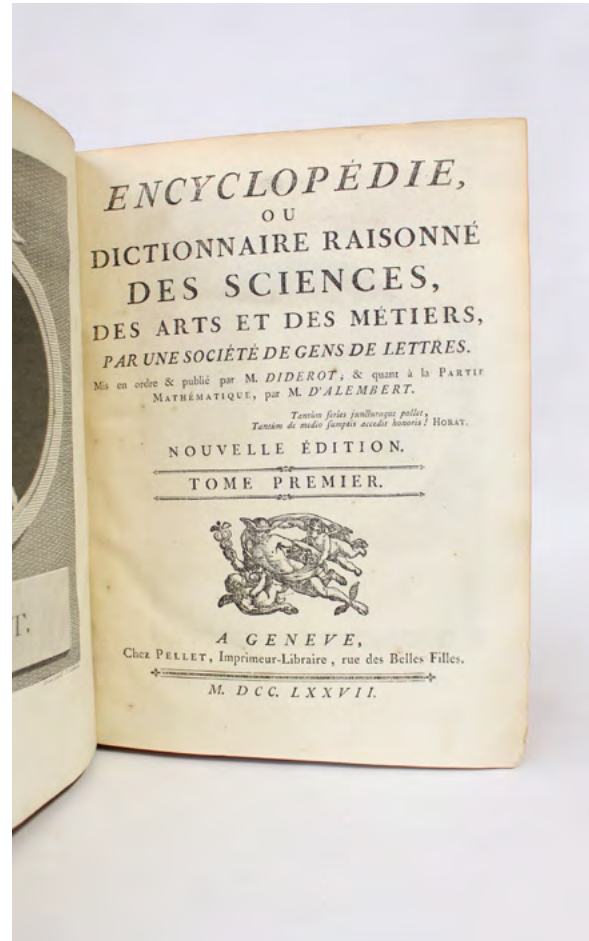 ENCYCLOPÉDIE,
OU
DICTIONNAIRE RAISONNÉ
DES SCIENCES,
DES ARTS ET DES MÉTIERS,
PAR UNE SOCIÉTÉ DE GENS DE LETTRES.
Mis en ordre & publié par M. DIDEROT; & quant à la PARTIE
MATHÉMATIQUE, par M. D'ALEMBERT.
Tantùm ſeries juncturaque pollet,
Tantùm de medio ſumptis accedit honoris! HORAT.
NOUVELLE ÉDITION.
TOME PREMIER.
A GENEVE,
Chez PELLET, Imprimeur-Libraire, rue des Belles Filles.
M. DCC. LXXVII.
T.